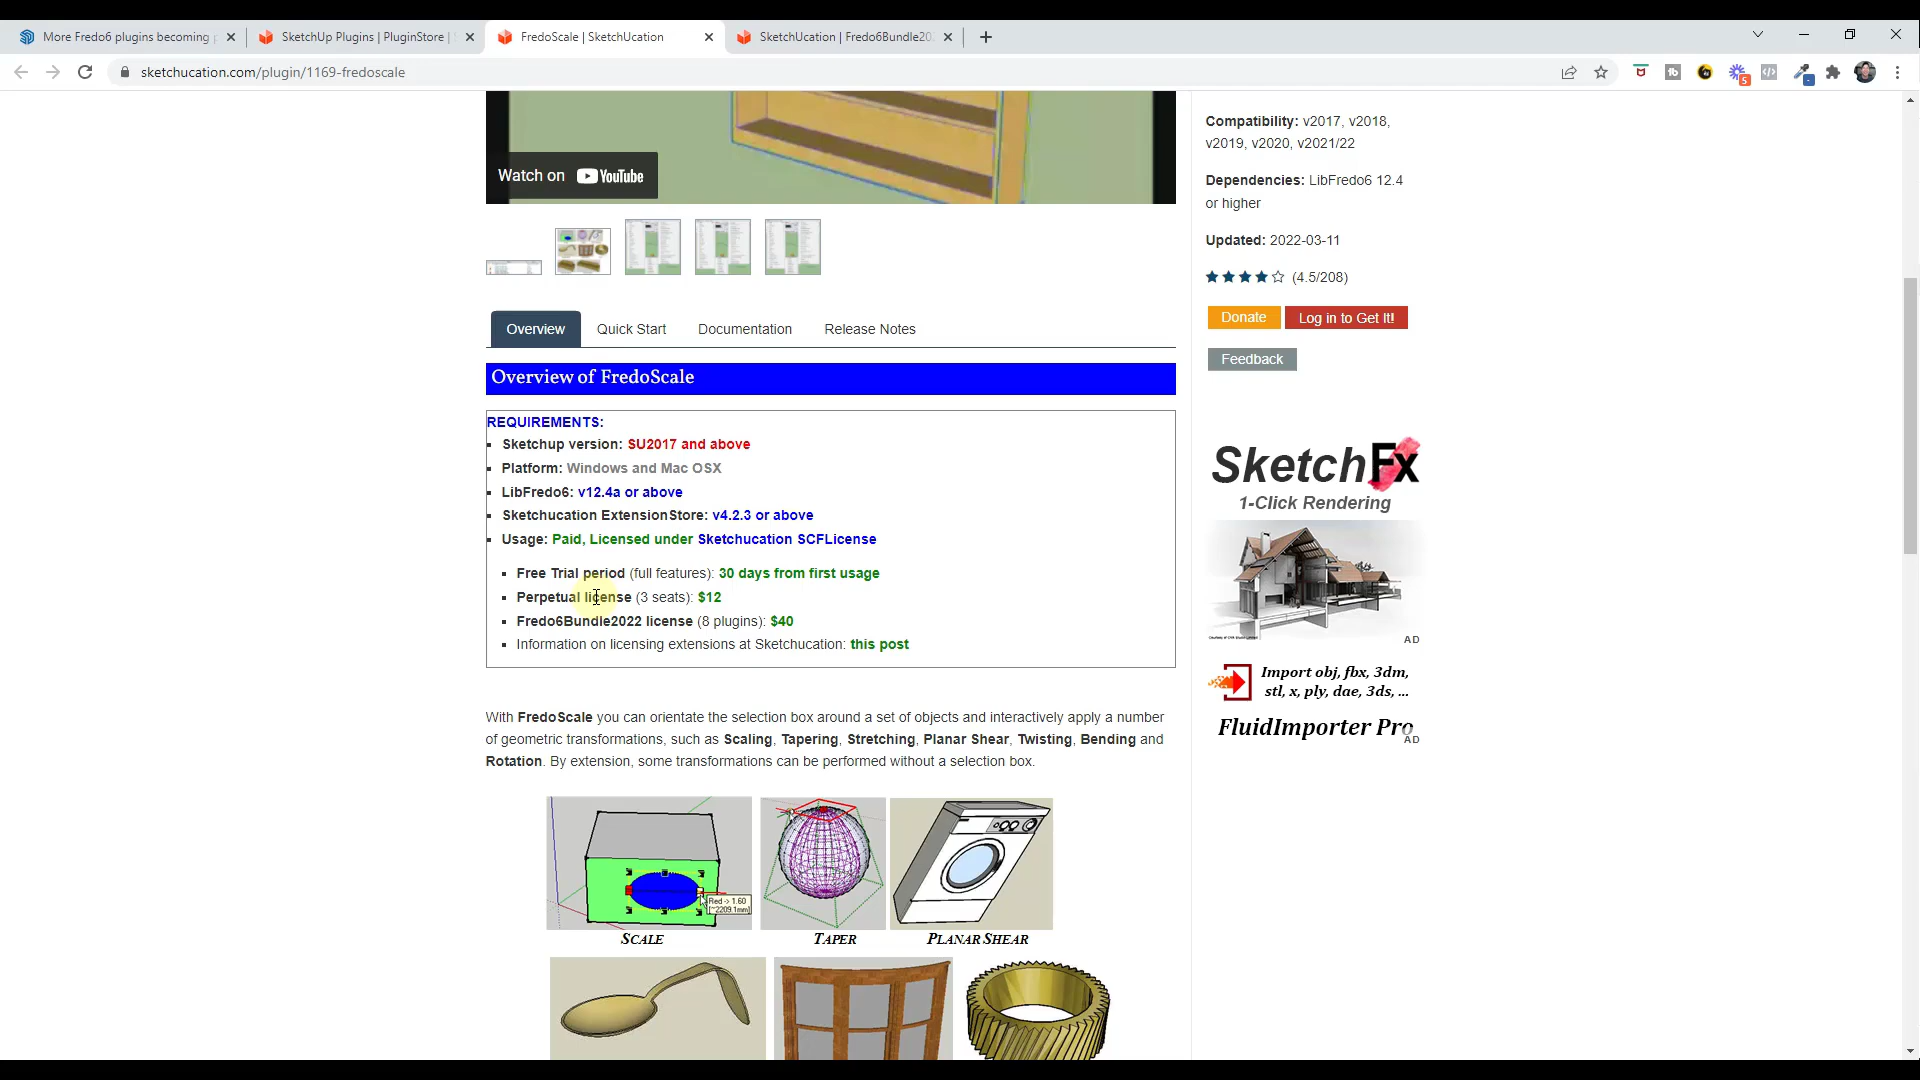 More Fredo6 plugins becoming
SketchUp Plugins | PluginStore |
FredoScale | SketchUcation
SketchUcation | Fredo6Bundle202
sketchucation.com/plugin/1169-fredoscale
5
Watch on YouTube
Compatibility: v2017, v2018,
v2019, v2020, v2021/22
Dependencies: LibFredo6 12.4
or higher
Updated: 2022-03-11
(4.5/208)
Donate
Log in to Get It!
Feedback
Overview
Quick Start
Documentation
Release Notes
Overview of FredoScale
REQUIREMENTS:
Sketchup version: SU2017 and above
Platform: Windows and Mac OSX
LibFredo6: v12.4a or above
Sketchucation ExtensionStore: v4.2.3 or above
Usage: Paid, Licensed under Sketchucation SCFLicense
Free Trial period (full features): 30 days from first usage
Perpetual license (3 seats): $12
Fredo6Bundle2022 license (8 plugins): $40
Information on licensing extensions at Sketchucation: this post
With FredoScale you can orientate the selection box around a set of objects and interactively apply a number
of geometric transformations, such as Scaling, Tapering, Stretching, Planar Shear, Twisting, Bending and
Rotation. By extension, some transformations can be performed without a selection box.
Red -> 1.60
[~2209.1mm]
SCALE
TAPER
PLANAR SHEAR
SketchFx
1-Click Rendering
AD
Import obj, fbx, 3dm,
stl, x, ply, dae, 3ds, ...
FluidImporter Pro
AD